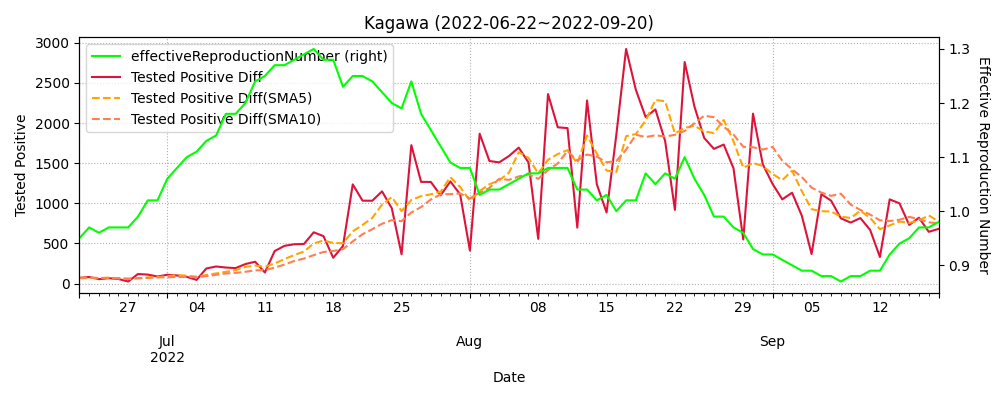 Kagawa (2022-06-22~2022-09-20)
effectiveReproductionNumber (right)
Tested Positive Diff
Tested Positive Diff(SMA5)
Tested Positive Diff(SMA10)
Tested Positive
3000
2500
2000
1500
1000
500
0
1.3
1.2
1.1
1.0
0.9
Effective Reproduction Number
27 04 11 18 25 08 15 22 29 05 12
Jul Aug Sep
2022
Date